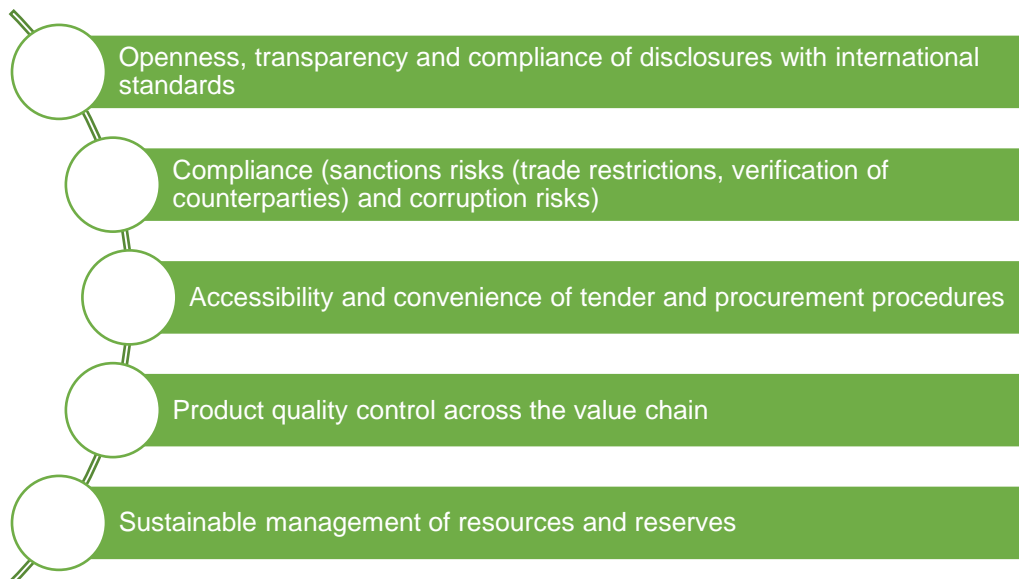 Openness, transparency and compliance of disclosures with international
standards
Compliance (sanctions risks (trade restrictions, verification of
counterparties) and corruption risks)
Accessibility and convenience of tender and procurement procedures
Product quality control across the value chain
Sustainable management of resources and reserves